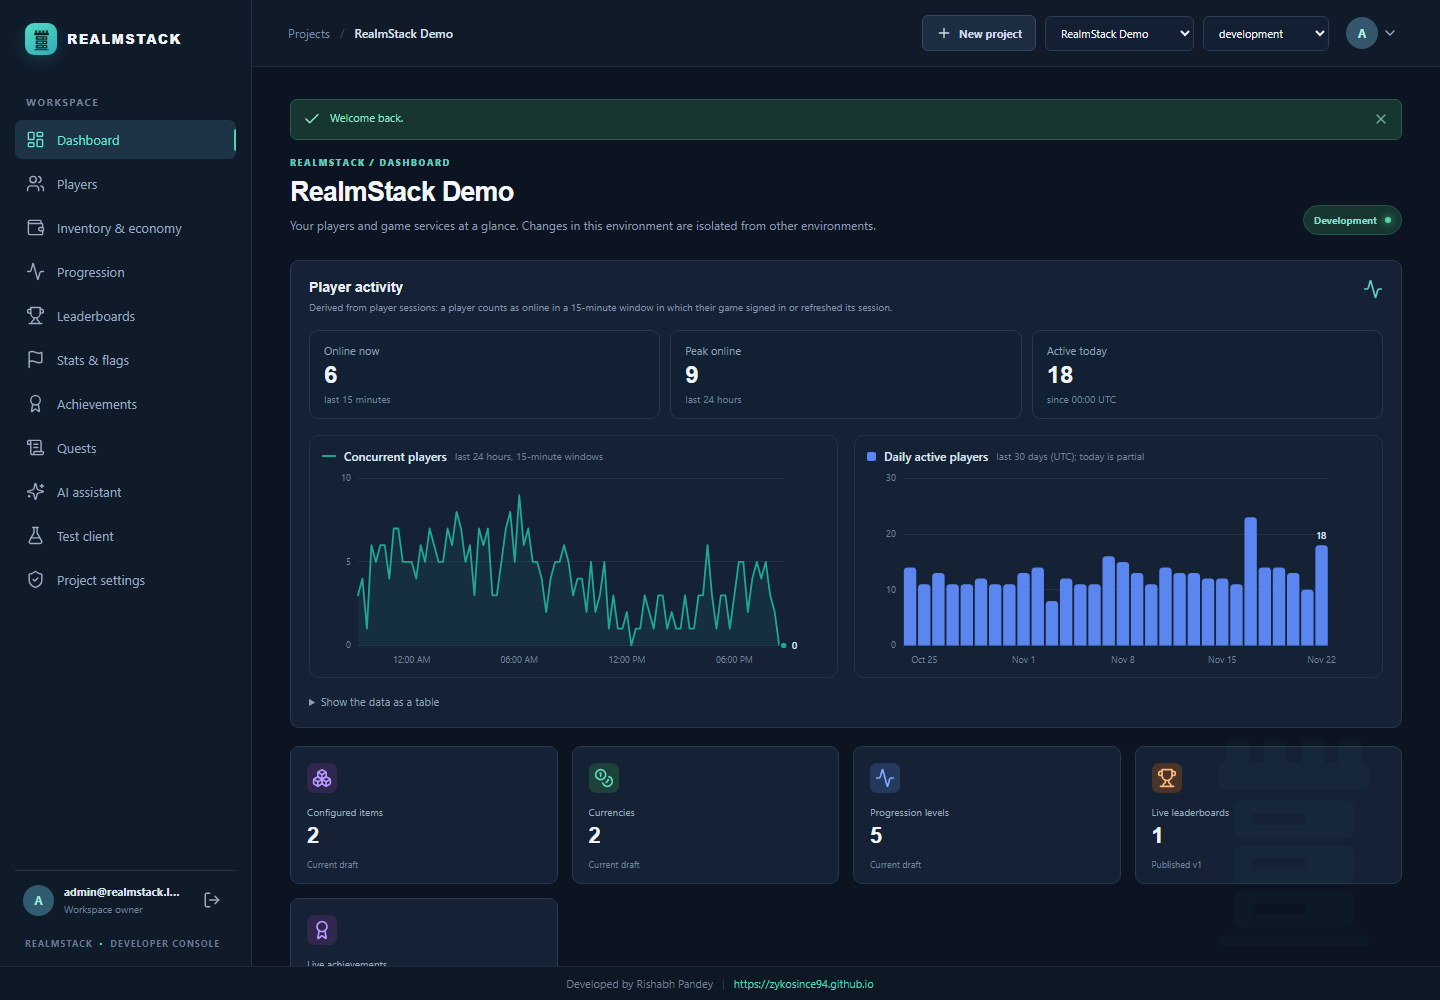 REALMSTACK
Projects / RealmStack Demo
New project
RealmStack Demo
development
A
WORKSPACE
Dashboard
Players
Inventory & economy
Progression
Leaderboards
Stats & flags
Achievements
Quests
AI assistant
Test client
Project settings
A
admin@realmstack.l...
Workspace owner
REALMSTACK • DEVELOPER CONSOLE
Welcome back.
REALMSTACK / DASHBOARD
RealmStack Demo
Your players and game services at a glance. Changes in this environment are isolated from other environments.
Development
Player activity
Derived from player sessions: a player counts as online in a 15-minute window in which their game signed in or refreshed its session.
Online now
6
last 15 minutes
Peak online
9
last 24 hours
Active today
18
since 00:00 UTC
Concurrent players last 24 hours, 15-minute windows
10
5
0
0
12:00 AM 06:00 AM 12:00 PM 06:00 PM
Daily active players last 30 days (UTC); today is partial
30
20
10
0
18
Oct 25 Nov 1 Nov 8 Nov 15 Nov 22
Show the data as a table
Configured items
2
Current draft
Currencies
2
Current draft
Progression levels
5
Current draft
Live leaderboards
1
Published v1
Live achievements
Developed by Rishabh Pandey | https://zykosince94.github.io